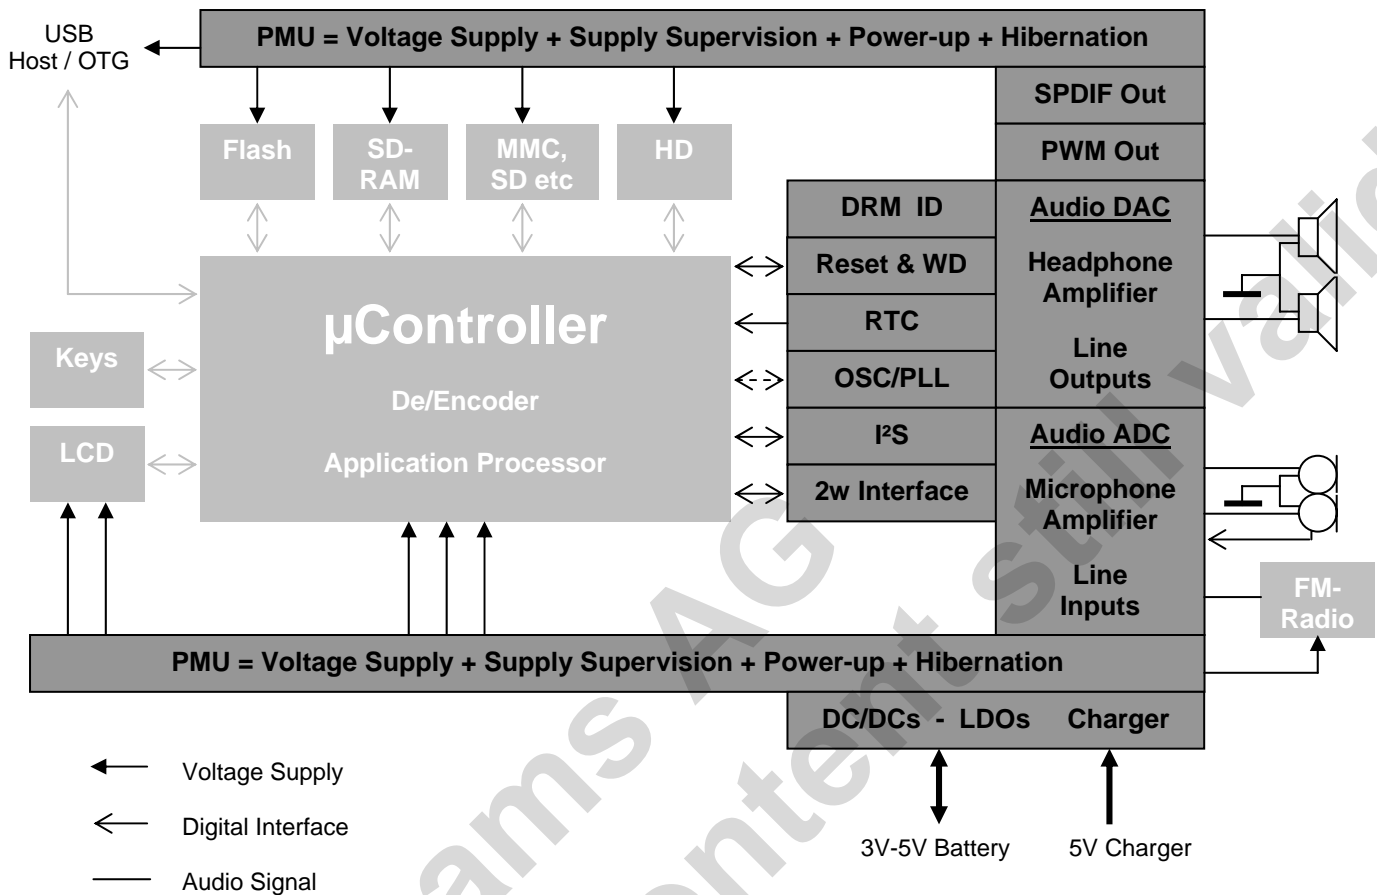 USB
Host / OTG
PMU = Voltage Supply + Supply Supervision + Power-up + Hibernation
SPDIF Out
PWM Out
Flash
SD-
RAM
MMC,
SD etc
HD
DRM ID
Reset & WD
RTC
OSC/PLL
I²S
2w Interface
Audio DAC
Headphone
Amplifier
Line
Outputs
Audio ADC
Microphone
Amplifier
Line
Inputs
µController
De/Encoder
Application Processor
Keys
LCD
FM-
Radio
PMU = Voltage Supply + Supply Supervision + Power-up + Hibernation
DC/DCs - LDOs Charger
Voltage Supply
Digital Interface
Audio Signal
3V-5V Battery
5V Charger
ams AG
still valid